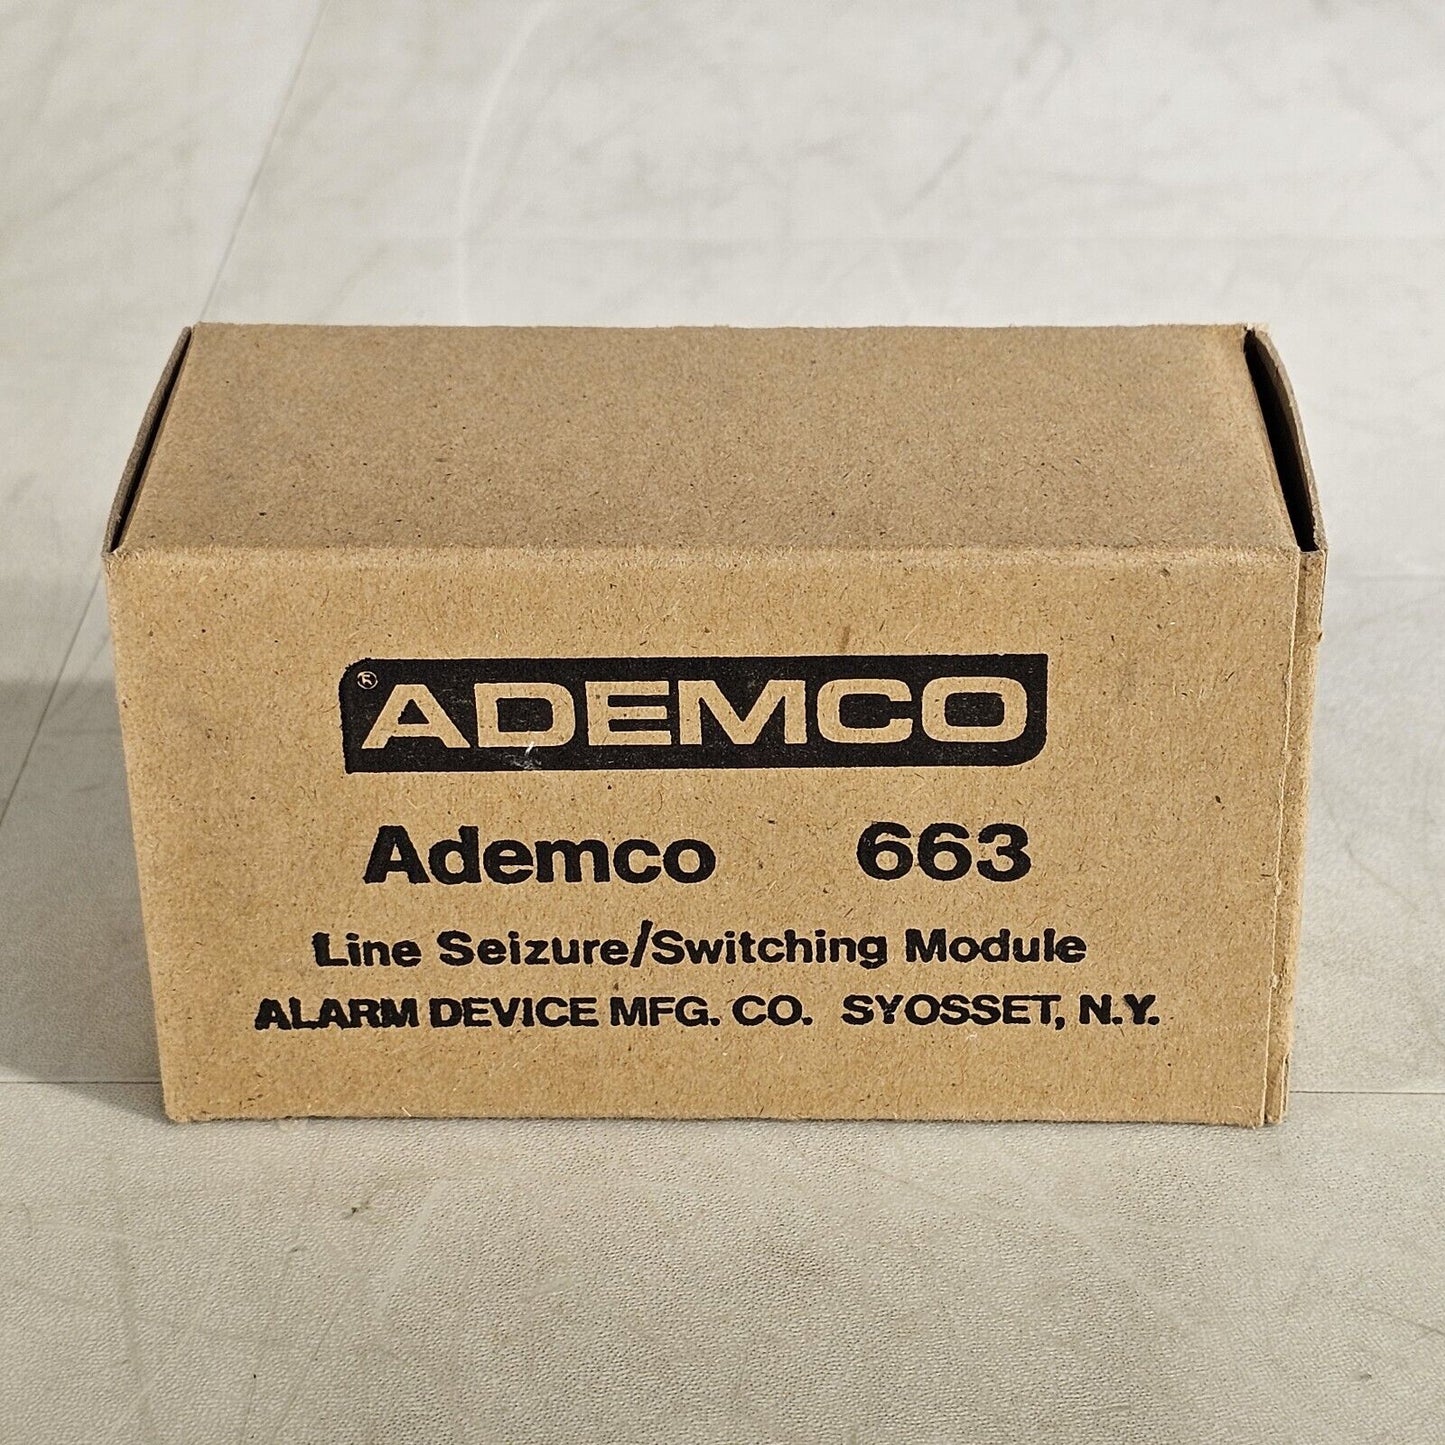 ® ADEMCO
Ademco 663
Line Seizure/Switching Module
ALARM DEVICE MFG. CO. SYOSSET, N.Y.